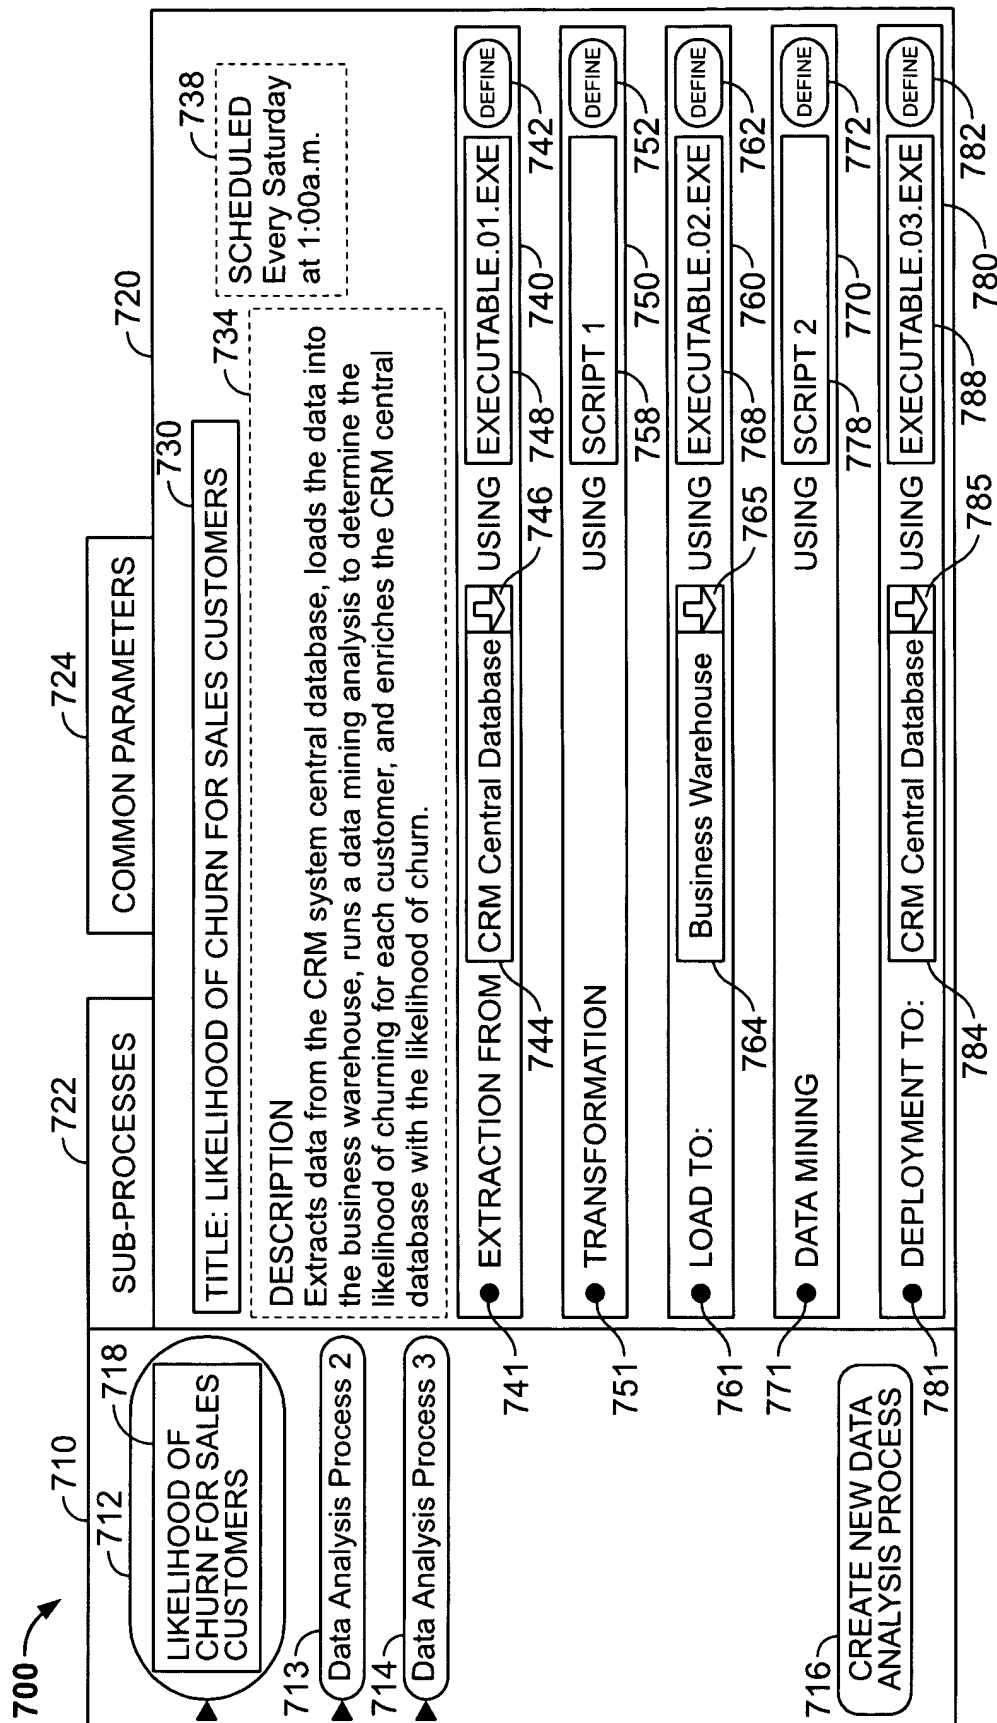 700
710
712
718
LIKELIHOOD OF
CHURN FOR SALES
CUSTOMERS
713
Data Analysis Process 2
714
Data Analysis Process 3
716
CREATE NEW DATA
ANALYSIS PROCESS
722
SUB-PROCESSES
724
COMMON PARAMETERS
720
730
TITLE: LIKELIHOOD OF CHURN FOR SALES CUSTOMERS
734
738
SCHEDULED
Every Saturday
at 1:00a.m.
DESCRIPTION
Extracts data from the CRM system central database, loads the data into
the business warehouse, runs a data mining analysis to determine the
likelihood of churning for each customer, and enriches the CRM central
database with the likelihood of churn.
EXTRACTION FROM CRM Central Database USING EXECUTABLE.01.EXE DEFINE
741 744 746 748 740 742
TRANSFORMATION USING SCRIPT 1 DEFINE
751 758 750 752
LOAD TO: Business Warehouse USING EXECUTABLE.02.EXE DEFINE
761 764 765 768 760 762
DATA MINING USING SCRIPT 2 DEFINE
771 778 770 772
DEPLOYMENT TO: CRM Central Database USING EXECUTABLE.03.EXE DEFINE
781 784 785 788 780 782